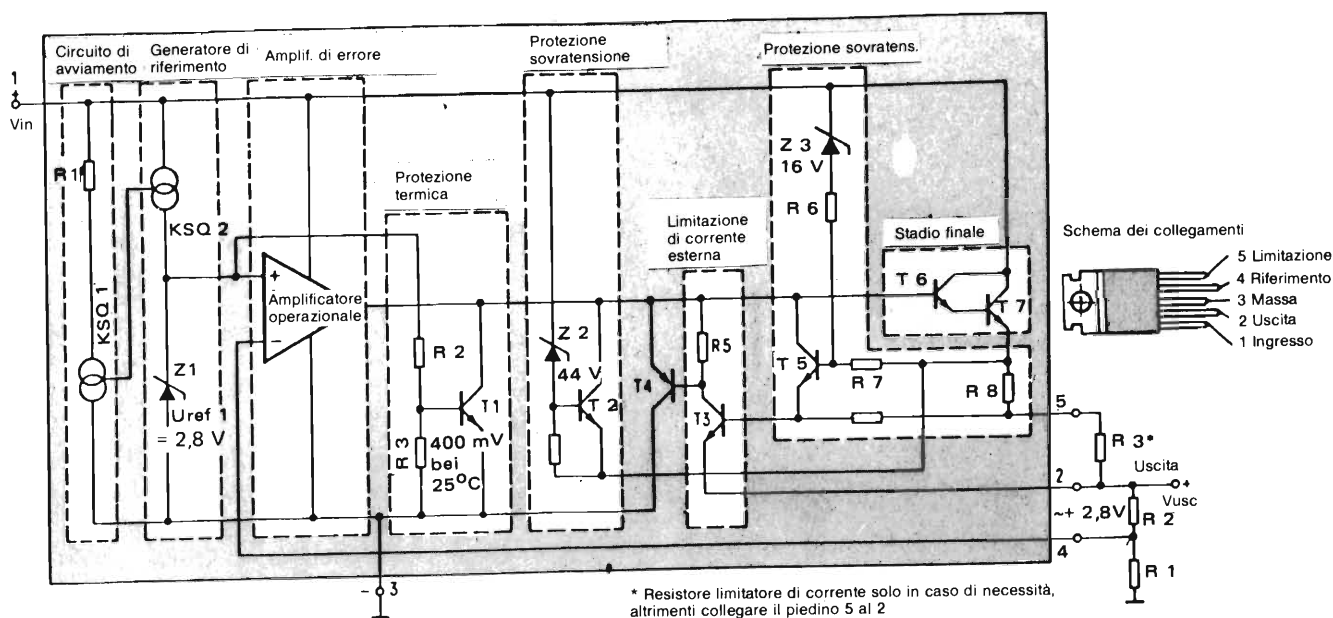 Circuito di
avviamento
Generatore di
riferimento
Amplif. di errore
Protezione
sovratensione
Protezione sovratens.
1
+
Vin
R1
KSQ 2
KSQ 1
Z1
Uref 1
= 2,8 V
+
Amplificatore
operazionale
−
Protezione
termica
R 2
R 3
T1
400 mV
bei
25°C
Z 2
44 V
T 2
T4
Limitazione
di corrente
esterna
R5
T3
Z 3
16 V
R 6
T 5
R 7
Stadio finale
T 6
T 7
R 8
5
R 3*
2
Uscita
+
Vusc
~+ 2,8V
R 2
4
R 1
− 3
Schema dei collegamenti
5 Limitazione
4 Riferimento
3 Massa
2 Uscita
1 Ingresso
* Resistore limitatore di corrente solo in caso di necessità,
altrimenti collegare il piedino 5 al 2